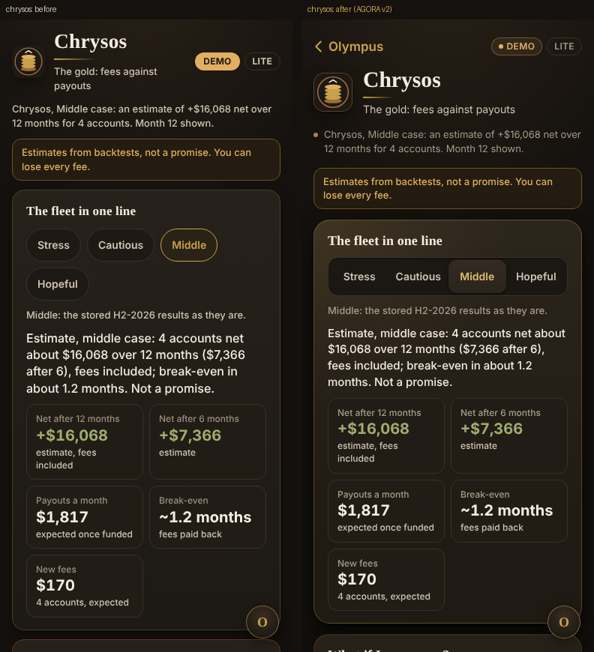 chrysos before
Chrysos
The gold: fees against
payouts
DEMO
LITE
Chrysos, Middle case: an estimate of +$16,068 net over
12 months for 4 accounts. Month 12 shown.
Estimates from backtests, not a promise. You can
lose every fee.
The fleet in one line
Stress
Cautious
Middle
Hopeful
Middle: the stored H2-2026 results as they are.
Estimate, middle case: 4 accounts net
about $16,068 over 12 months ($7,366
after 6), fees included; break-even in
about 1.2 months. Not a promise.
Net after 12 months
+$16,068
estimate, fees
included
Net after 6 months
+$7,366
estimate
Payouts a month
$1,817
expected once funded
Break-even
~1.2 months
fees paid back
New fees
$170
4 accounts, expected
O
chrysos after (AGORA v2)
Olympus
DEMO
LITE
Chrysos
The gold: fees against payouts
Chrysos, Middle case: an estimate of +$16,068 net over
12 months for 4 accounts. Month 12 shown.
Estimates from backtests, not a promise. You can
lose every fee.
The fleet in one line
Stress
Cautious
Middle
Hopeful
Middle: the stored H2-2026 results as they are.
Estimate, middle case: 4 accounts net about
$16,068 over 12 months ($7,366 after 6),
fees included; break-even in about 1.2
months. Not a promise.
Net after 12 months
+$16,068
estimate, fees
included
Net after 6 months
+$7,366
estimate
Payouts a month
$1,817
expected once funded
Break-even
~1.2 months
fees paid back
New fees
$170
4 accounts, expected
O